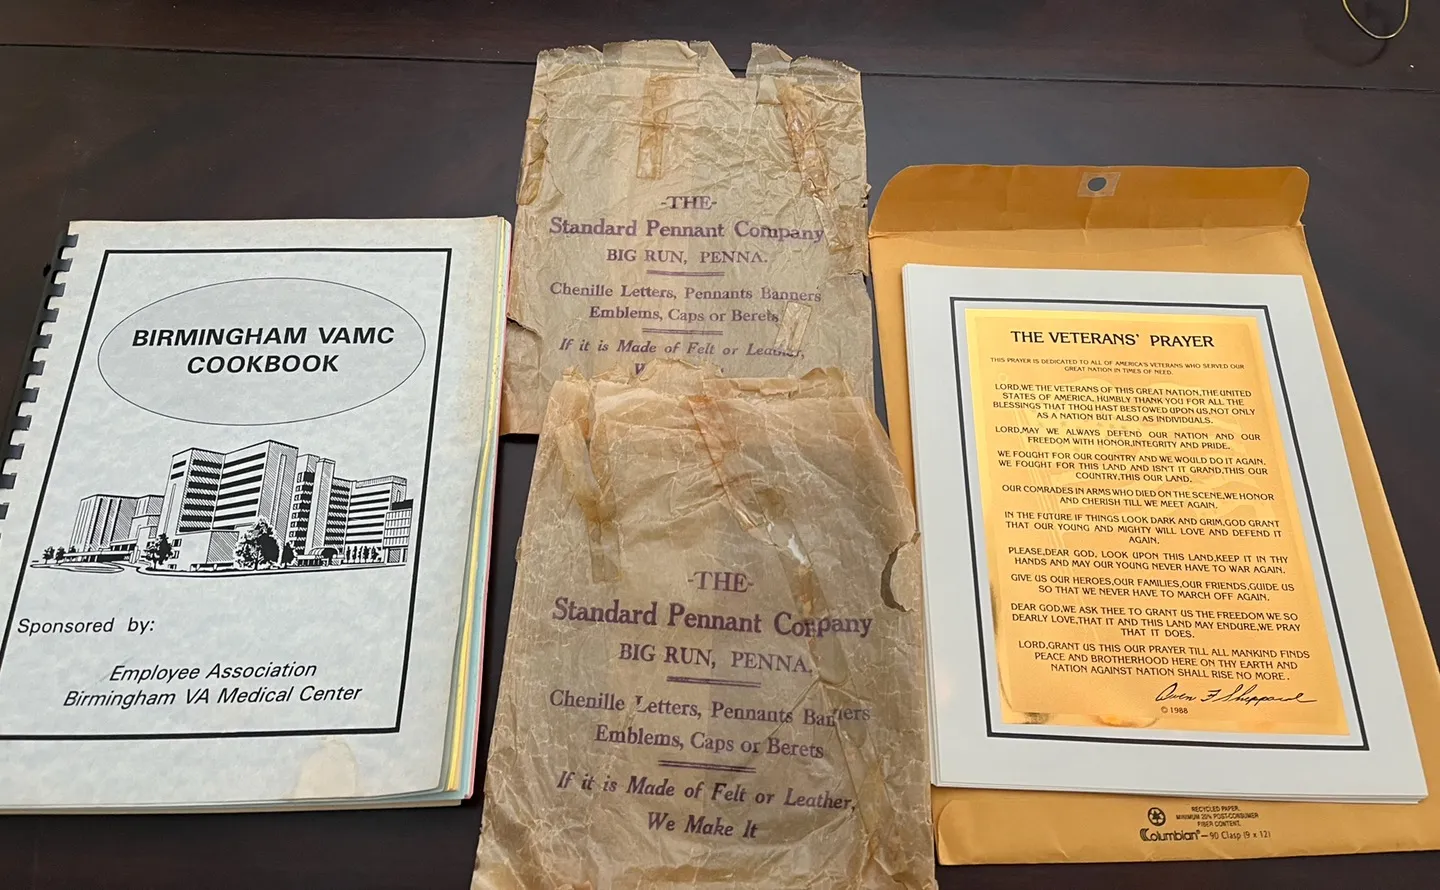 BIRMINGHAM VAMC
COOKBOOK
Sponsored by:
Employee Association
Birmingham VA Medical Center
-THE-
Standard Pennant Company
BIG RUN, PENNA.
Chenille Letters, Pennants Banners
Emblems, Caps or Berets
If it is Made of Felt or Leather,
-THE-
Standard Pennant Company
BIG RUN, PENNA.
Chenille Letters, Pennants Banners
Emblems, Caps or Berets
If it is Made of Felt or Leather,
We Make It
THE VETERANS' PRAYER
THIS PRAYER IS DEDICATED TO ALL OF AMERICA'S VETERANS WHO SERVED OUR
GREAT NATION IN TIMES OF NEED.
LORD,WE THE VETERANS OF THIS GREAT NATION,THE UNITED
STATES OF AMERICA, HUMBLY THANK YOU FOR ALL THE
BLESSINGS THAT THOU HAST BESTOWED UPON US,NOT ONLY
AS A NATION BUT ALSO AS INDIVIDUALS.
LORD,MAY WE ALWAYS DEFEND OUR NATION AND OUR
FREEDOM WITH HONOR,INTEGRITY AND PRIDE.
WE FOUGHT FOR OUR COUNTRY AND WE WOULD DO IT AGAIN.
WE FOUGHT FOR THIS LAND AND ISN'T IT GRAND,THIS OUR
COUNTRY,THIS OUR LAND.
OUR COMRADES IN ARMS WHO DIED ON THE SCENE,WE HONOR
AND CHERISH TILL WE MEET AGAIN.
IN THE FUTURE IF THINGS LOOK DARK AND GRIM,GOD GRANT
THAT OUR YOUNG AND MIGHTY WILL LOVE AND DEFEND IT
AGAIN.
PLEASE,DEAR GOD, LOOK UPON THIS LAND,KEEP IT IN THY
HANDS AND MAY OUR YOUNG NEVER HAVE TO WAR AGAIN.
GIVE US OUR HEROES,OUR FAMILIES,OUR FRIENDS,GUIDE US
SO THAT WE NEVER HAVE TO MARCH OFF AGAIN.
DEAR GOD,WE ASK THEE TO GRANT US THE FREEDOM WE SO
DEARLY LOVE,THAT IT AND THIS LAND MAY ENDURE,WE PRAY
THAT IT DOES.
LORD,GRANT US THIS OUR PRAYER TILL ALL MANKIND FINDS
PEACE AND BROTHERHOOD HERE ON THY EARTH AND
NATION AGAINST NATION SHALL RISE NO MORE.
Owen F Sheppard
© 1988
RECYCLED PAPER.
MINIMUM 20% POST-CONSUMER
FIBER CONTENT.
Columbian® – 90 Clasp (9 x 12)